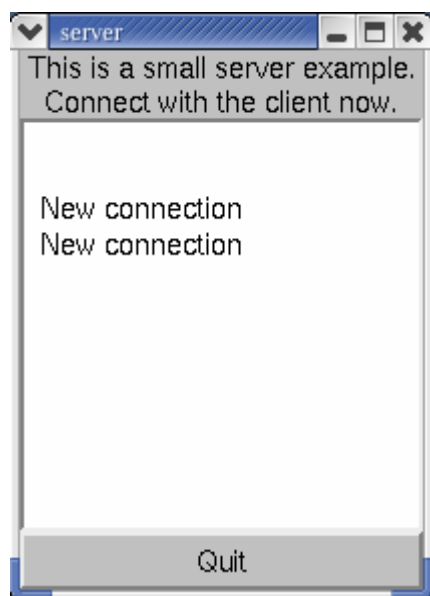 server
This is a small server example.
Connect with the client now.
New connection
New connection
Quit